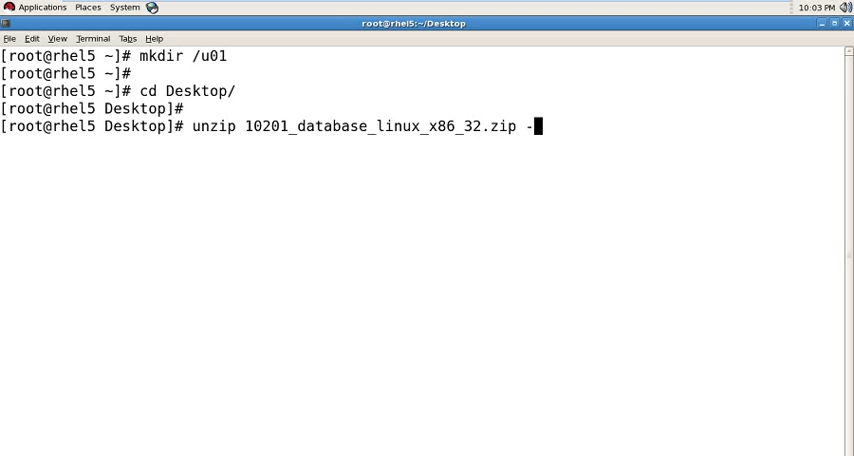 Applications Places System 10:03 PM
root@rhel5:~/Desktop
File Edit View Terminal Tabs Help
[root@rhel5 ~]# mkdir /u01
[root@rhel5 ~]#
[root@rhel5 ~]# cd Desktop/
[root@rhel5 Desktop]#
[root@rhel5 Desktop]# unzip 10201_database_linux_x86_32.zip -